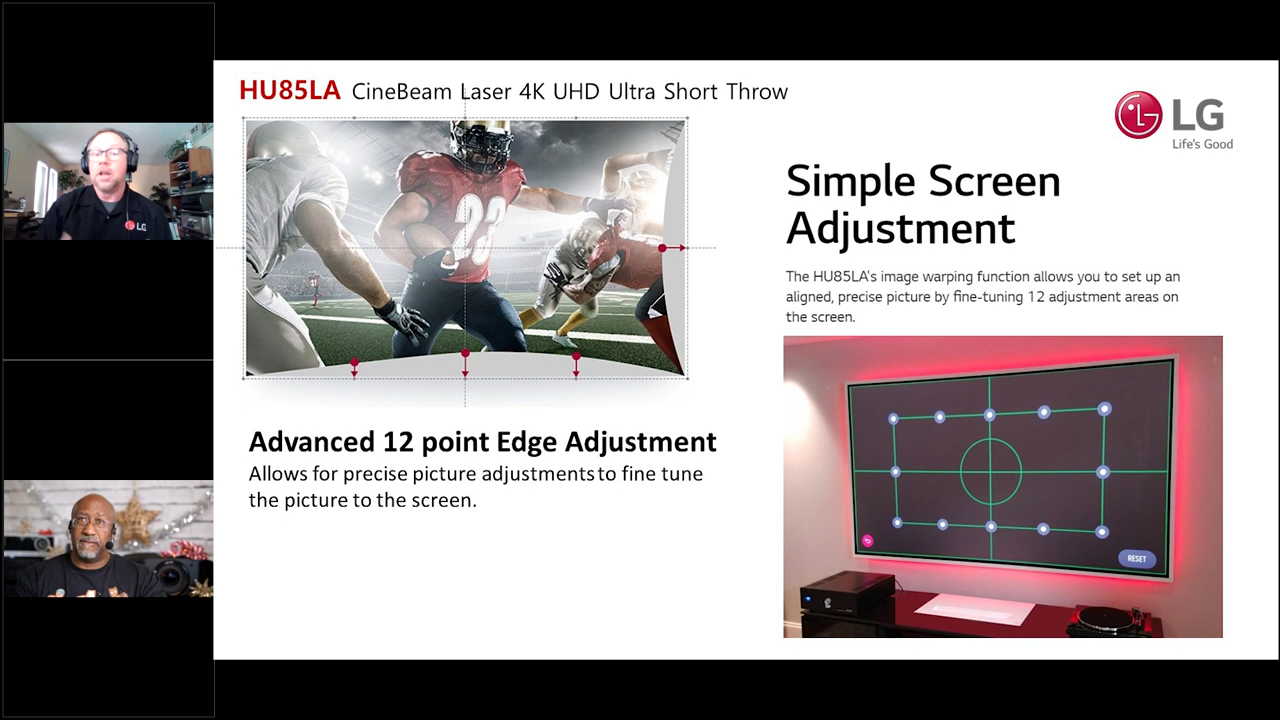 HU85LA CineBeam Laser 4K UHD Ultra Short Throw
LG
Life's Good
Simple Screen
Adjustment
The HU85LA's image warping function allows you to set up an
aligned, precise picture by fine-tuning 12 adjustment areas on
the screen.
23
Advanced 12 point Edge Adjustment
Allows for precise picture adjustments to fine tune
the picture to the screen.
RESET
LG